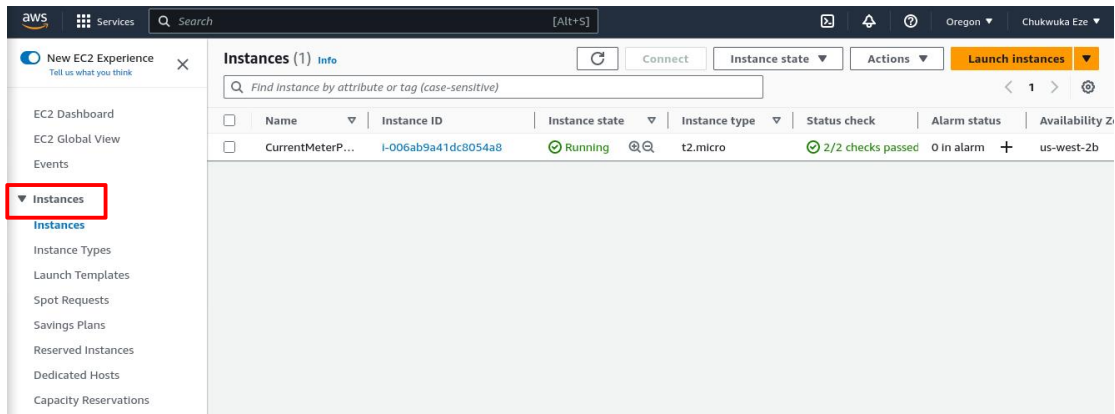 aws Services Search [Alt+S] Oregon ▼ Chukwuka Eze ▼
New EC2 Experience
Tell us what you think
EC2 Dashboard
EC2 Global View
Events
▼ Instances
Instances
Instance Types
Launch Templates
Spot Requests
Savings Plans
Reserved Instances
Dedicated Hosts
Capacity Reservations
Instances (1) Info Connect Instance state ▼ Actions ▼ Launch instances ▼
Find instance by attribute or tag (case-sensitive) < 1 >
Name Instance ID Instance state Instance type Status check Alarm status Availability Z
CurrentMeterP... i-006ab9a41dc8054a8 Running t2.micro 2/2 checks passed 0 in alarm + us-west-2b